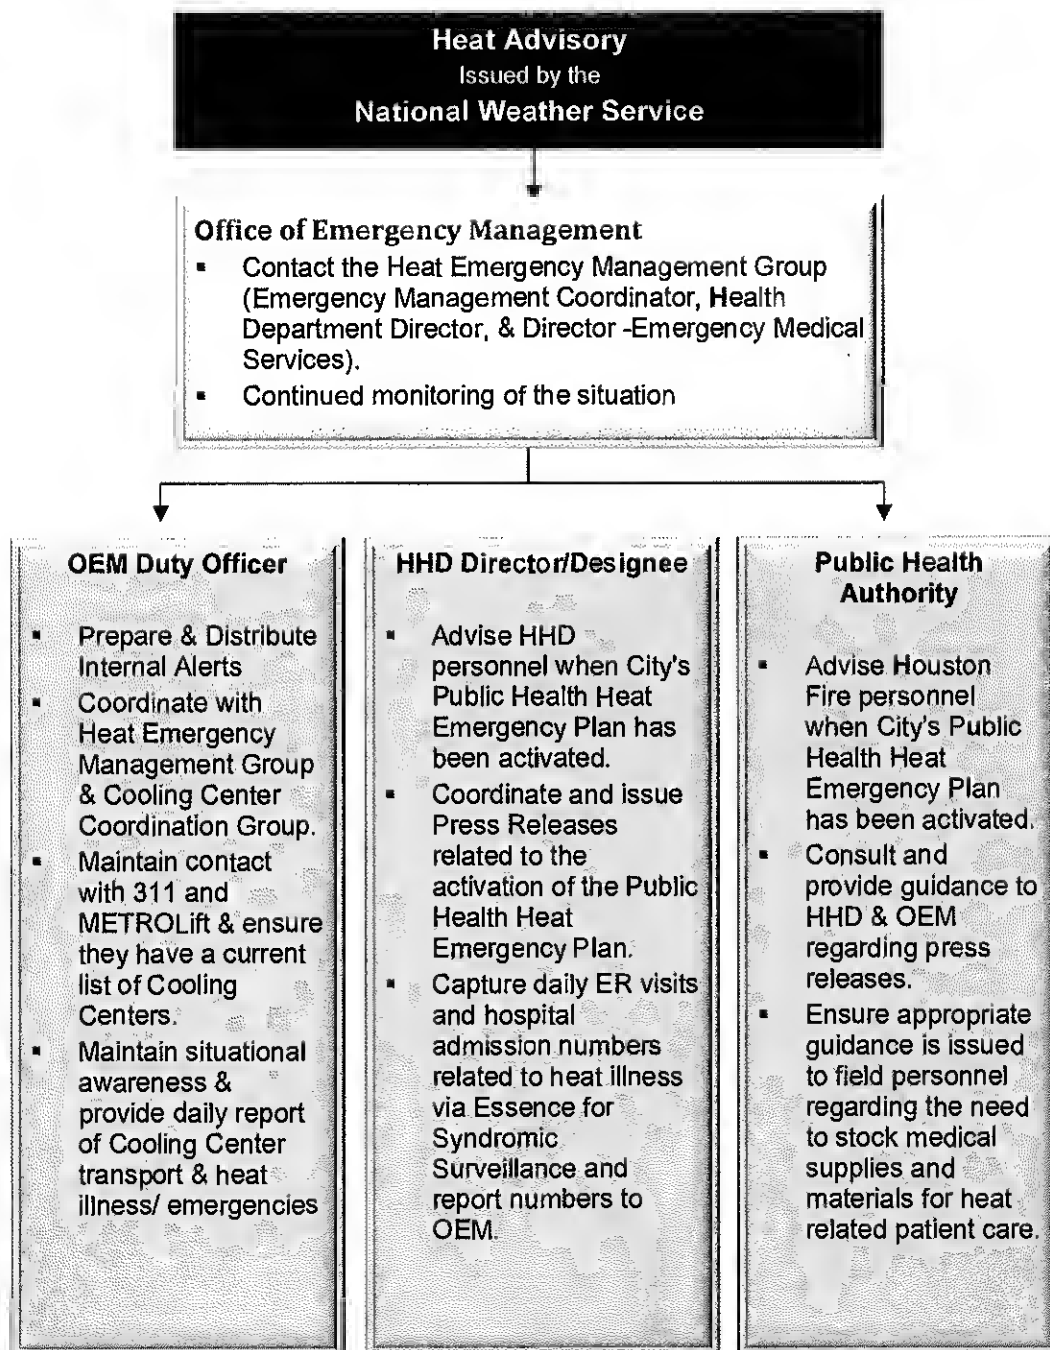 Heat Advisory
Issued by the
National Weather Service
Office of Emergency Management
▪ Contact the Heat Emergency Management Group
(Emergency Management Coordinator, Health
Department Director, & Director -Emergency Medical
Services).
▪ Continued monitoring of the situation
OEM Duty Officer
▪ Prepare & Distribute
Internal Alerts
▪ Coordinate with
Heat Emergency
Management Group
& Cooling Center
Coordination Group.
▪ Maintain contact
with 311 and
METROLift & ensure
they have a current
list of Cooling
Centers.
▪ Maintain situational
awareness &
provide daily report
of Cooling Center
transport & heat
illness/ emergencies
HHD Director/Designee
▪ Advise HHD
personnel when City's
Public Health Heat
Emergency Plan has
been activated.
▪ Coordinate and issue
Press Releases
related to the
activation of the Public
Health Heat
Emergency Plan.
▪ Capture daily ER visits
and hospital
admission numbers
related to heat illness
via Essence for
Syndromic
Surveillance and
report numbers to
OEM.
Public Health
Authority
▪ Advise Houston
Fire personnel
when City's Public
Health Heat
Emergency Plan
has been activated.
▪ Consult and
provide guidance to
HHD & OEM
regarding press
releases.
▪ Ensure appropriate
guidance is issued
to field personnel
regarding the need
to stock medical
supplies and
materials for heat
related patient care.